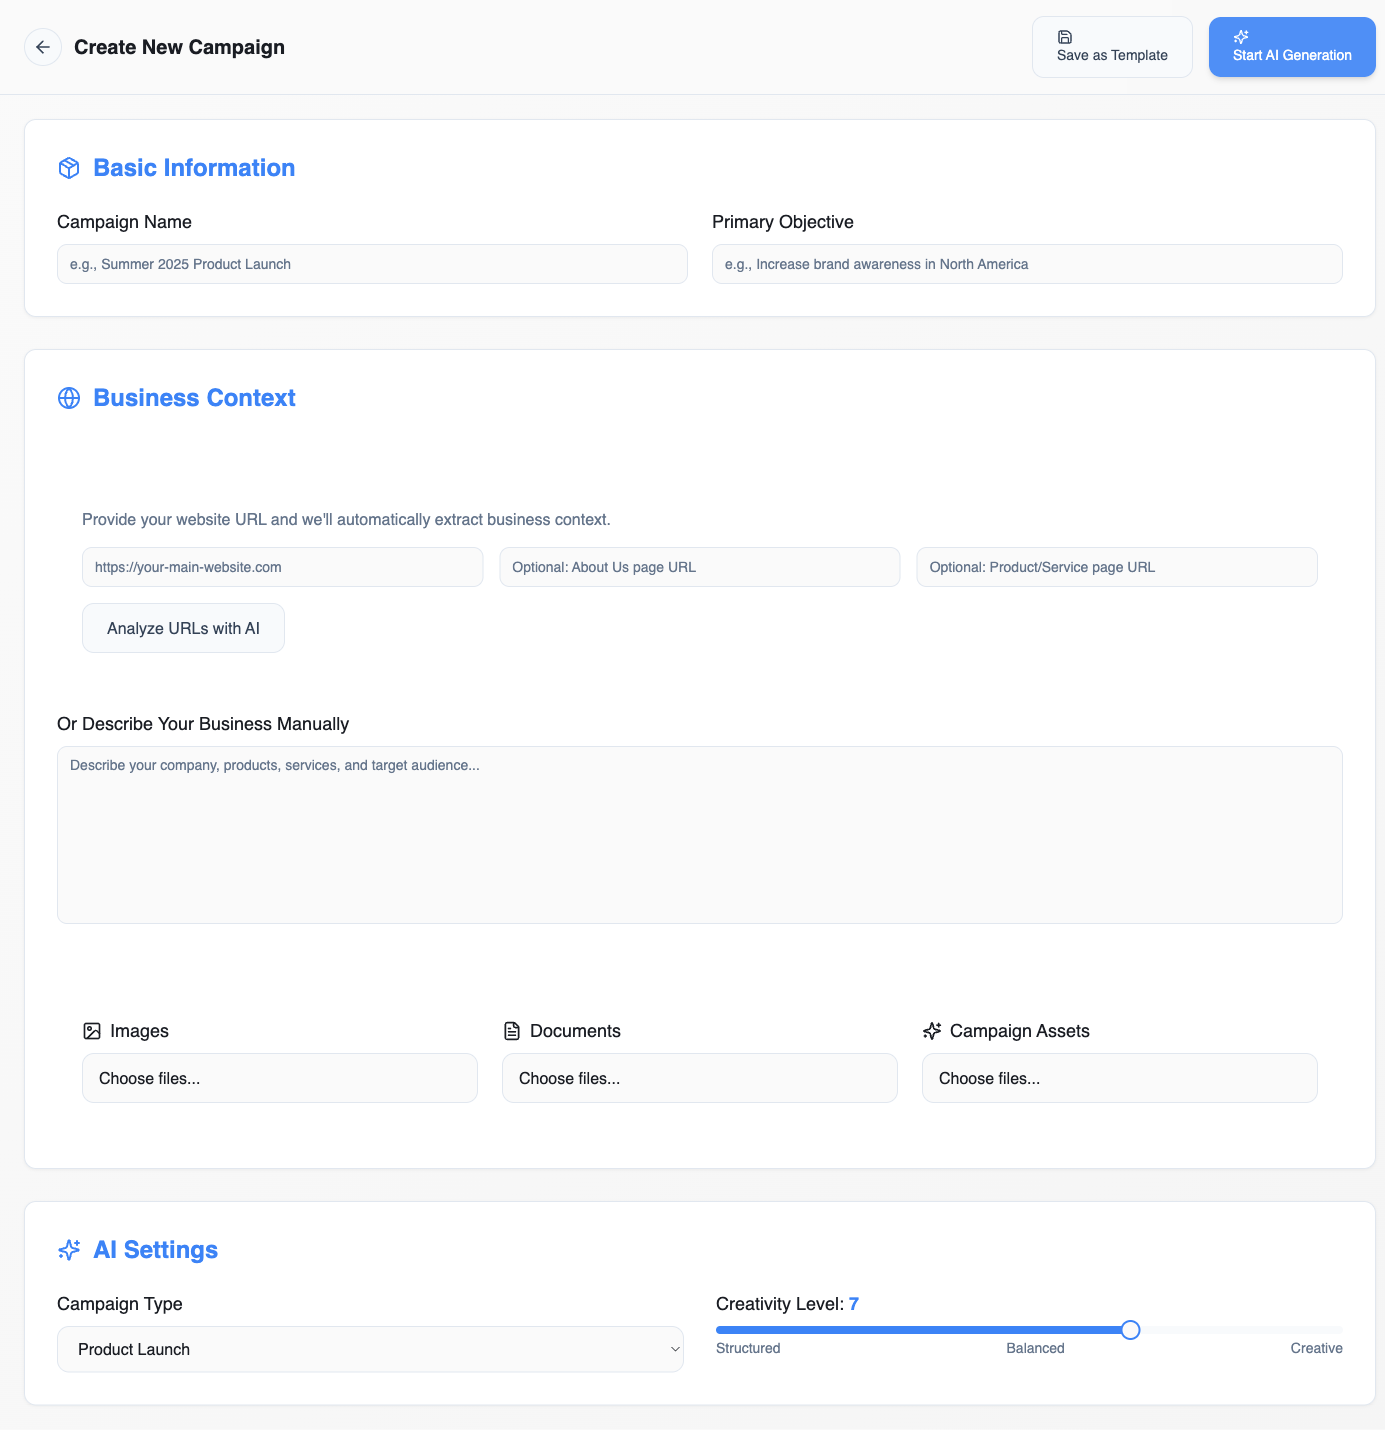 Create New Campaign
Save as Template
Start AI Generation
Basic Information
Campaign Name
Primary Objective
e.g., Summer 2025 Product Launch
e.g., Increase brand awareness in North America
Business Context
Provide your website URL and we'll automatically extract business context.
https://your-main-website.com
Optional: About Us page URL
Optional: Product/Service page URL
Analyze URLs with AI
Or Describe Your Business Manually
Describe your company, products, services, and target audience...
Images
Documents
Campaign Assets
Choose files...
Choose files...
Choose files...
AI Settings
Campaign Type
Creativity Level: 7
Product Launch
Structured
Balanced
Creative